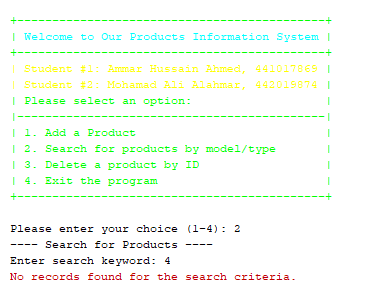 +-------------------------------------------+
| Welcome to Our Products Information System |
+-------------------------------------------+
| Student #1: Ammar Hussain Ahmed,
| Student #2: Mohamed Ali Alahmar,
| Please select an option: |
|-------------------------------------------|
| 1. Add a Product |
| 2. Search for products by model/type |
| 3. Delete a product by ID |
| 4. Exit the program |
+-------------------------------------------+
Please enter your choice (1-4): 2
---- Search for Products ----
Enter search keyword: 4
No records found for the search criteria.